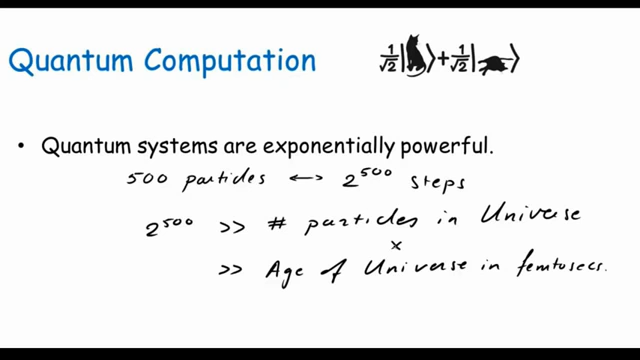 Quantum Computation
1/√2|⟩+1/√2|⟩
• Quantum systems are exponentially powerful.
500 particles ↔ 2^500 steps
2^500 >> # particles in Universe
×
>> Age of Universe in femtosecs.